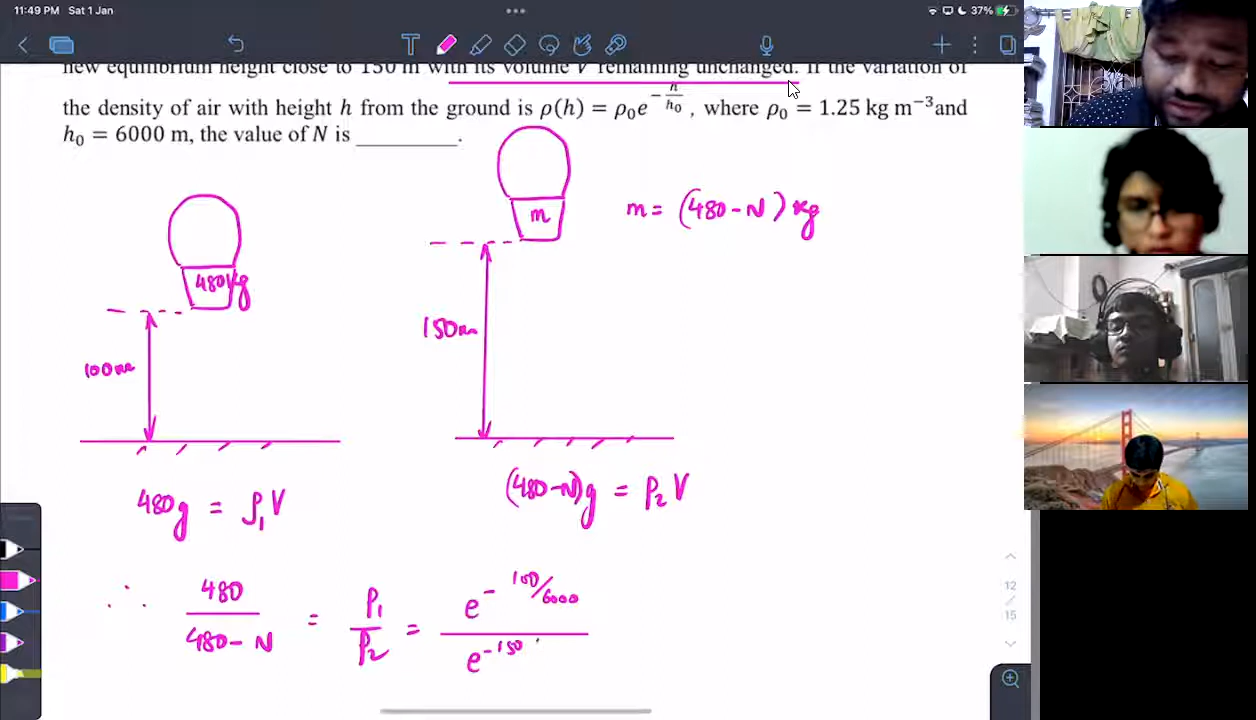 11:49 PM Sat 1 Jan
37%
new equilibrium height close to 150 m with its volume V remaining unchanged. If the variation of
the density of air with height h from the ground is ρ(h) = ρ₀e^(−h/h₀), where ρ₀ = 1.25 kg m⁻³and
h₀ = 6000 m, the value of N is __________.
m
m = (480-N) kg
480kg
150m
100m
480g = ρ₁V
(480-N)g = ρ₂V
∴ 480/(480-N) = ρ₁/ρ₂ = e^(-100/6000) / e^(-150
12
/
15